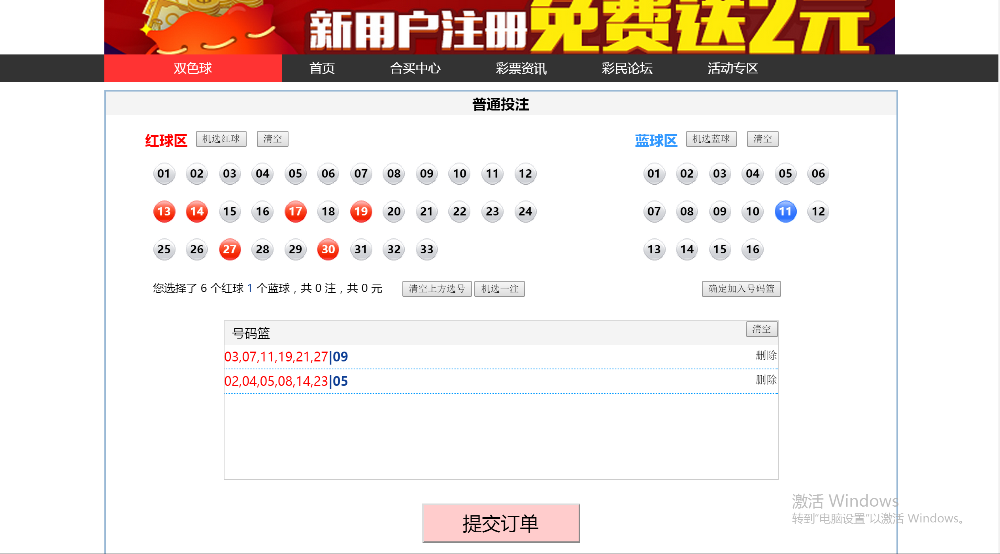 新用户注册免费送2元
双色球 首页 合买中心 彩票资讯 彩民论坛 活动专区
普通投注
红球区 机选红球 清空 蓝球区 机选蓝球 清空
01 02 03 04 05 06 07 08 09 10 11 12 01 02 03 04 05 06
13 14 15 16 17 18 19 20 21 22 23 24 07 08 09 10 11 12
25 26 27 28 29 30 31 32 33 13 14 15 16
您选择了 6 个红球 1 个蓝球，共 0 注，共 0 元 清空上方选号 机选一注 确定加入号码篮
号码篮 清空
03,07,11,19,21,27|09 删除
02,04,05,08,14,23|05 删除
提交订单
激活 Windows
转到“电脑设置”以激活 Windows。